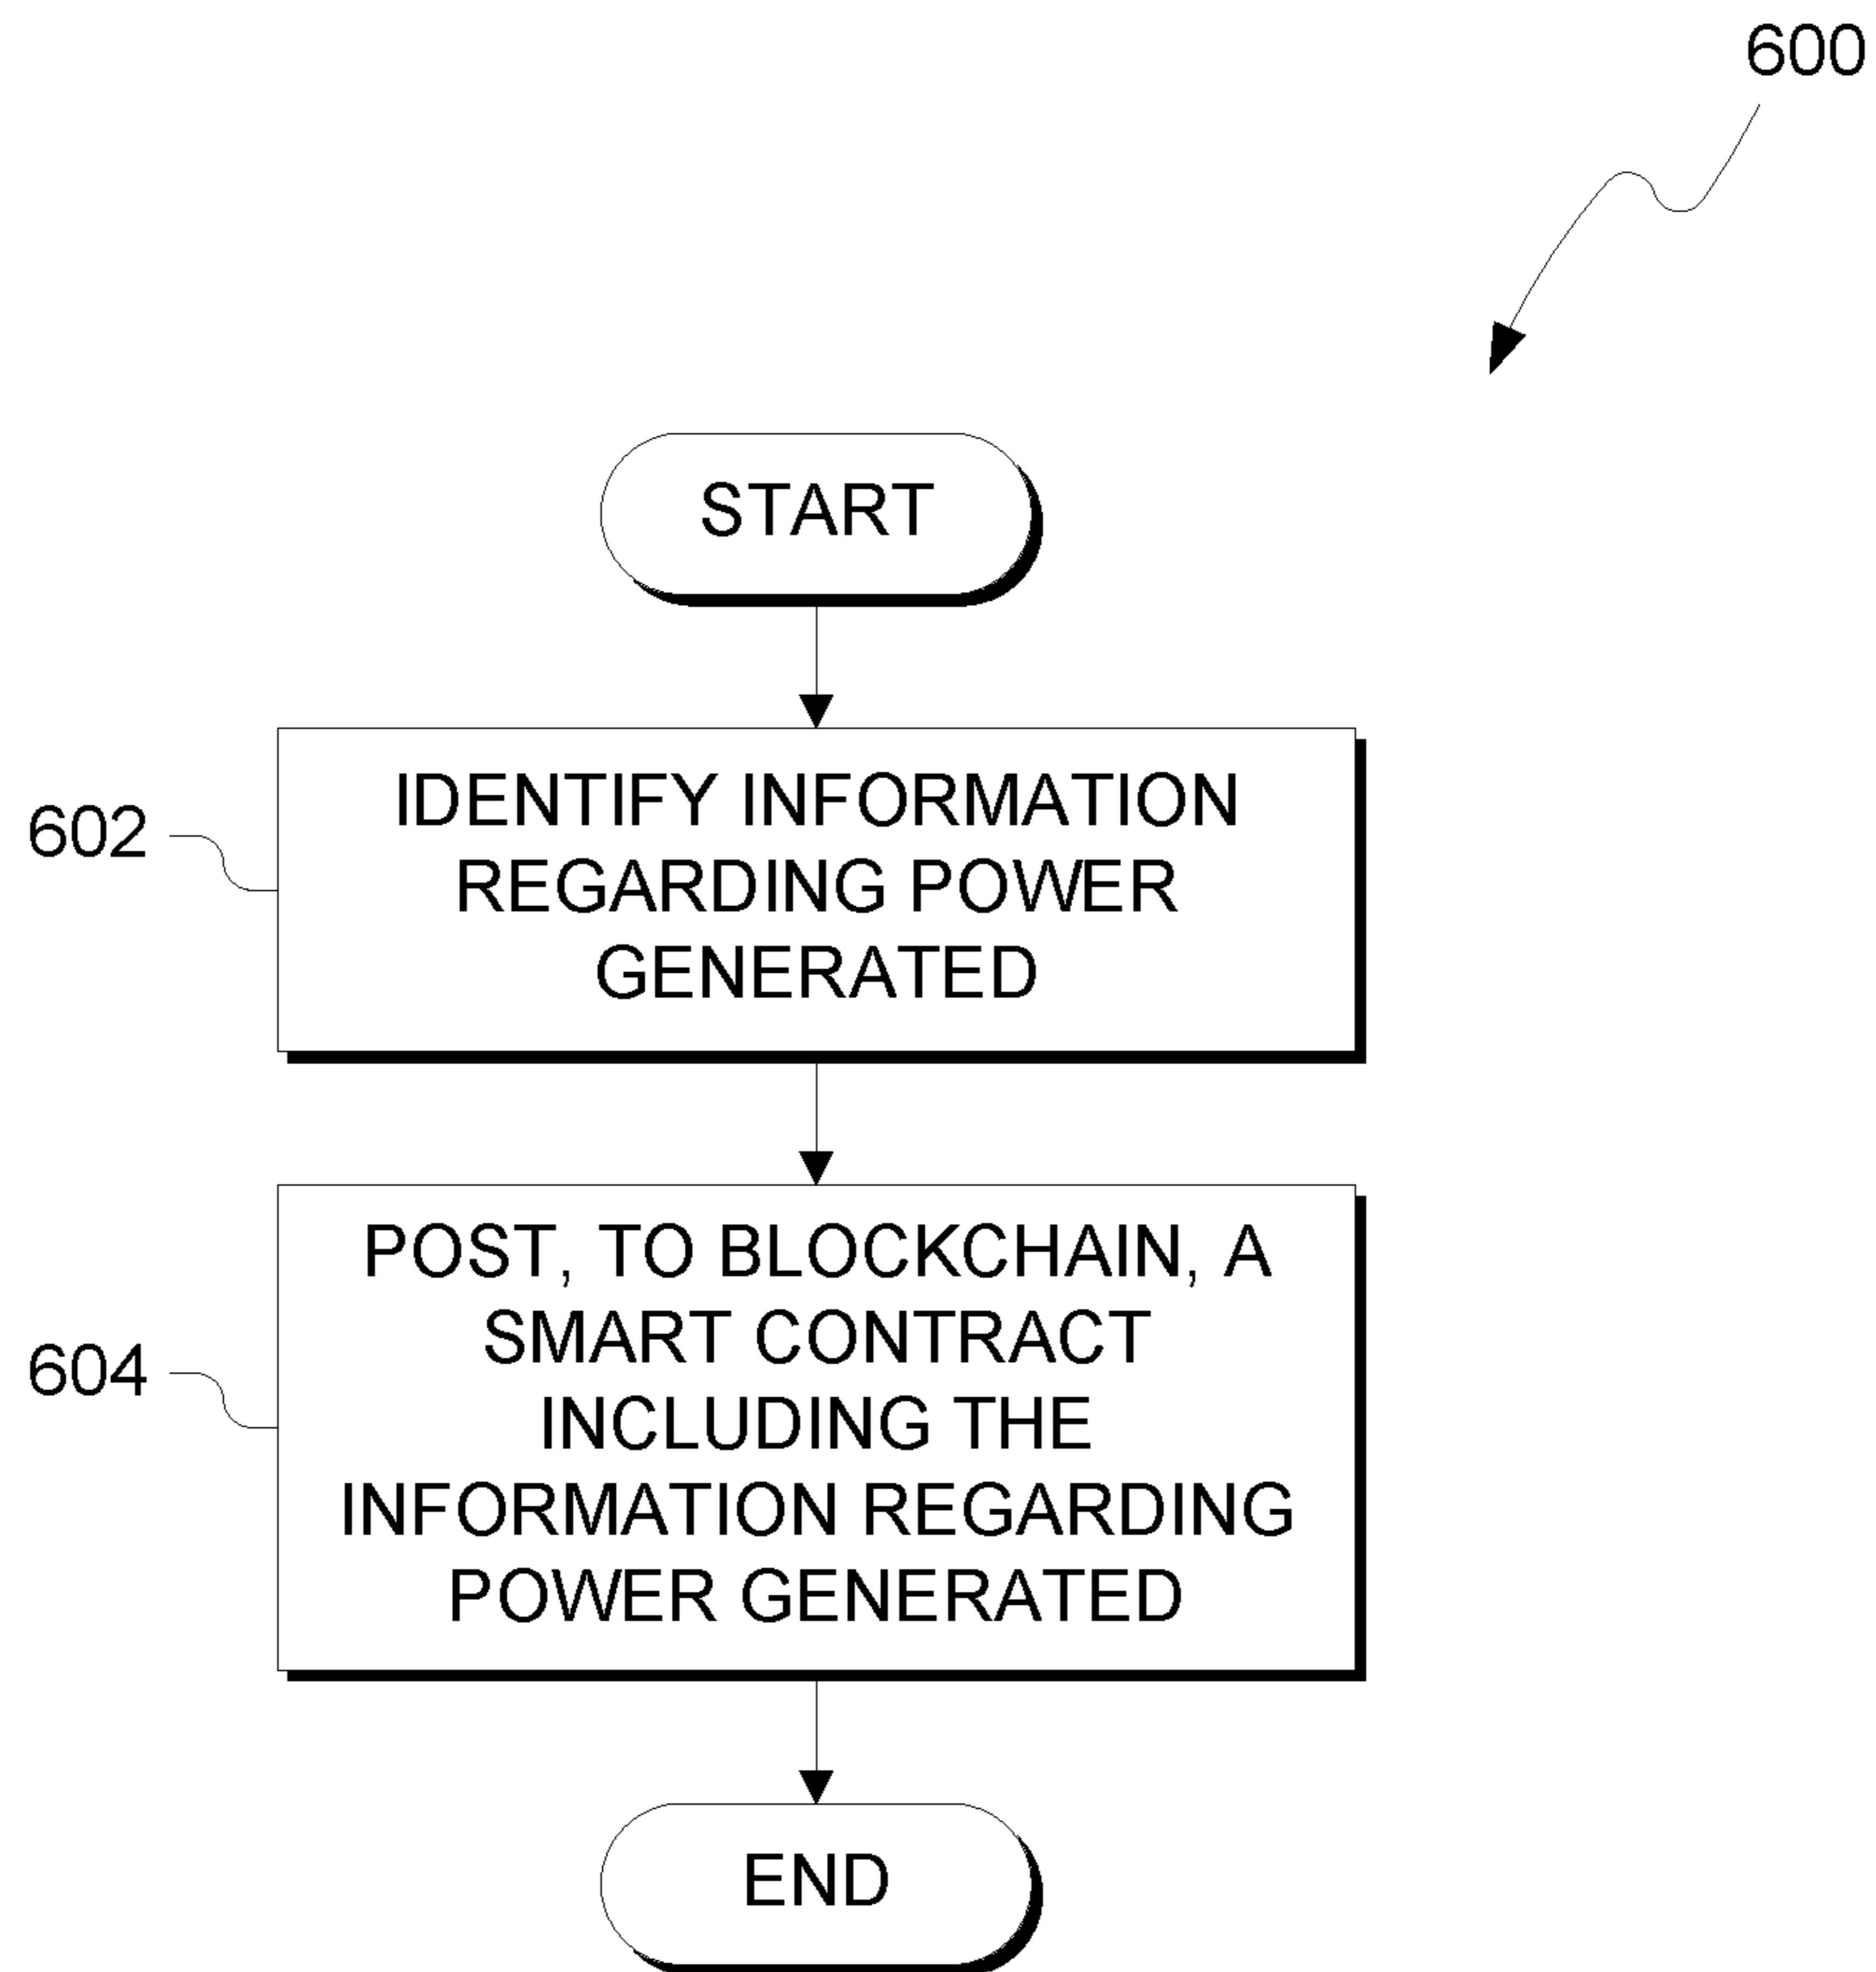 600
START
602
IDENTIFY INFORMATION
REGARDING POWER
GENERATED
604
POST, TO BLOCKCHAIN, A
SMART CONTRACT
INCLUDING THE
INFORMATION REGARDING
POWER GENERATED
END